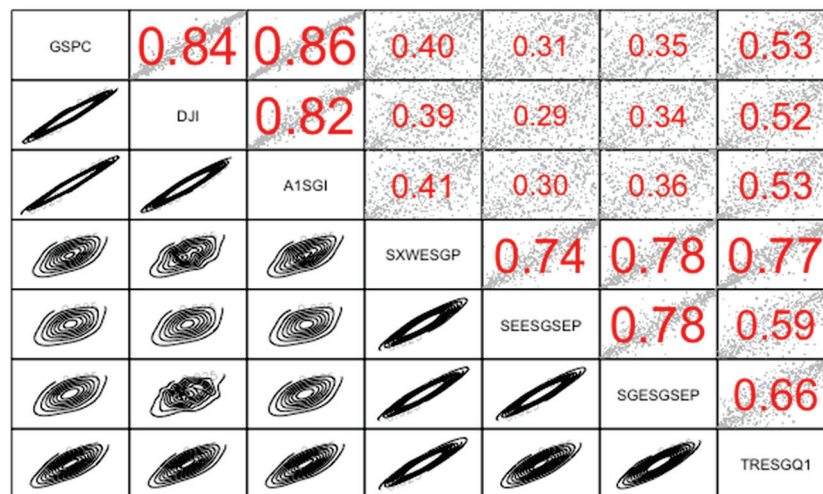 GSPC 0.84 0.86 0.40 0.31 0.35 0.53
DJI 0.82 0.39 0.29 0.34 0.52
A1SGI 0.41 0.30 0.36 0.53
SXWESGP 0.74 0.78 0.77
SEESGSEP 0.78 0.59
SGESGSEP 0.66
TRESGQ1